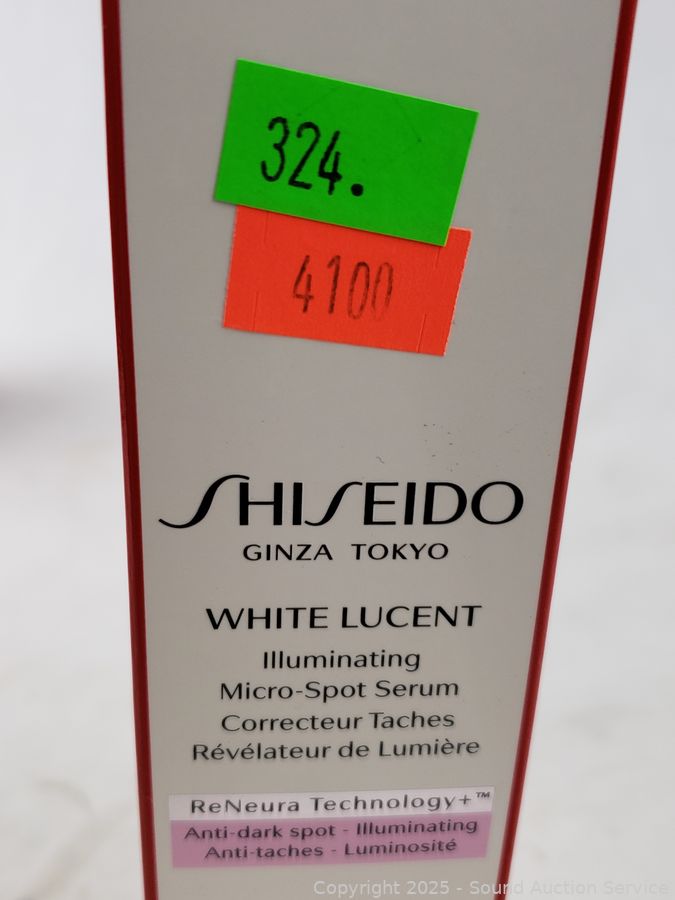 324.
4100
SHISEIDO
GINZA TOKYO
WHITE LUCENT
Illuminating
Micro-Spot Serum
Correcteur Taches
Révélateur de Lumière
ReNeura Technology+™
Anti-dark spot - Illuminating
Anti-taches - Luminosité
Copyright 2025 - Sound Auction Service